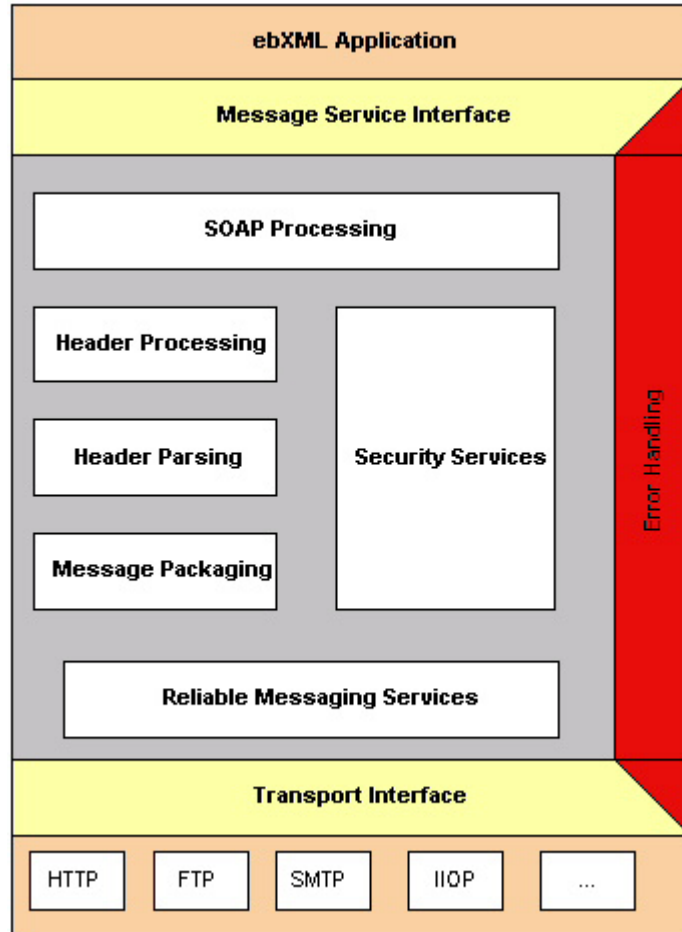 ebXML Application
Message Service Interface
SOAP Processing
Header Processing
Header Parsing
Security Services
Message Packaging
Error Handling
Reliable Messaging Services
Transport Interface
HTTP
FTP
SMTP
IIOP
...